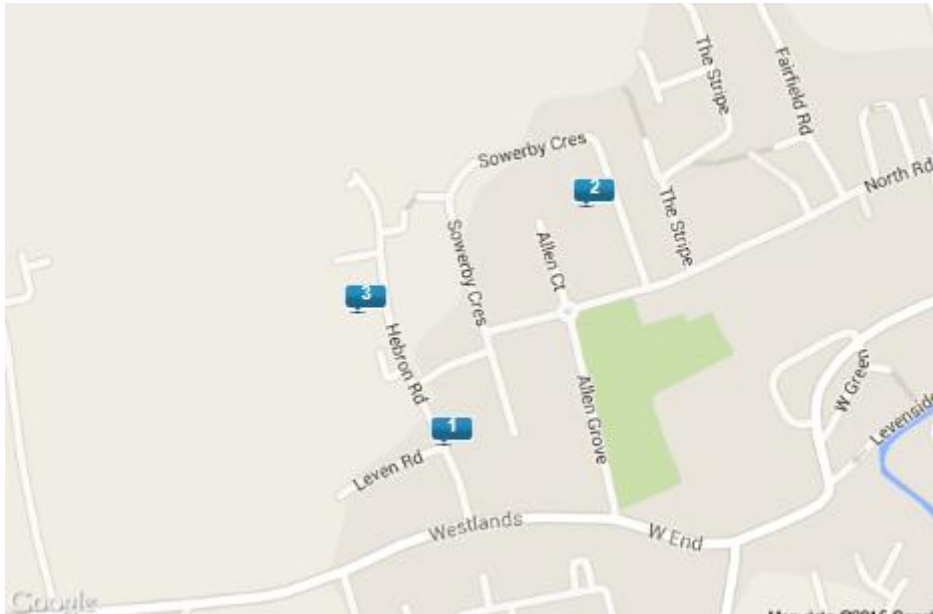 The Stripe
Fairfield Rd
Sowerby Cres
North Rd
2
The Stripe
Sowerby Cres
Allen Ct
3
Hebron Rd
W Green
Allen Grove
Levenside
1
Leven Rd
Westlands
W End
Google